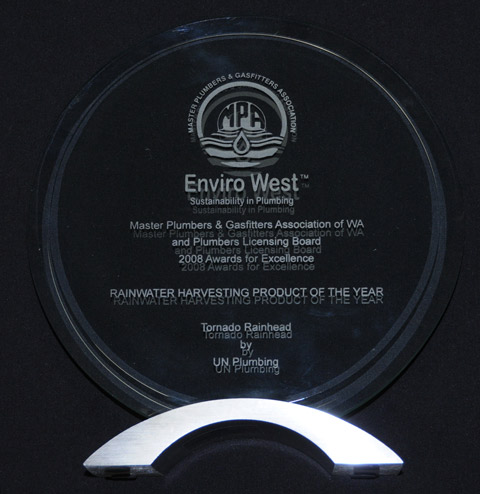 MASTER PLUMBERS & GASFITTERS ASSOCIATION
MPA
Enviro West™
Sustainability in Plumbing
Master Plumbers & Gasfitters Association of WA
and Plumbers Licensing Board
2008 Awards for Excellence
RAINWATER HARVESTING PRODUCT OF THE YEAR
Tornado Rainhead
by
UN Plumbing